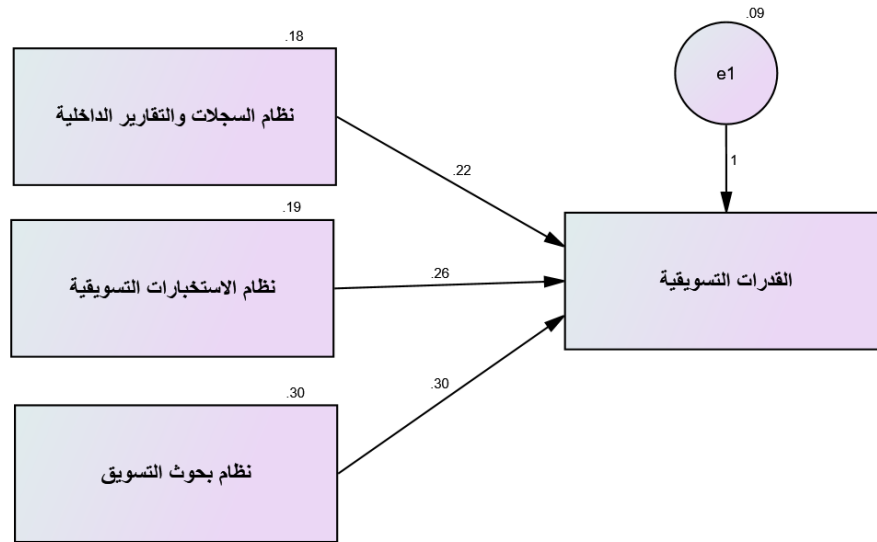 .18
نظام السجلات والتقارير الداخلية
.09
e1
1
.22
.19
نظام الاستخبارات التسويقية
.26
القدرات التسويقية
.30
نظام بحوث التسويق
.30